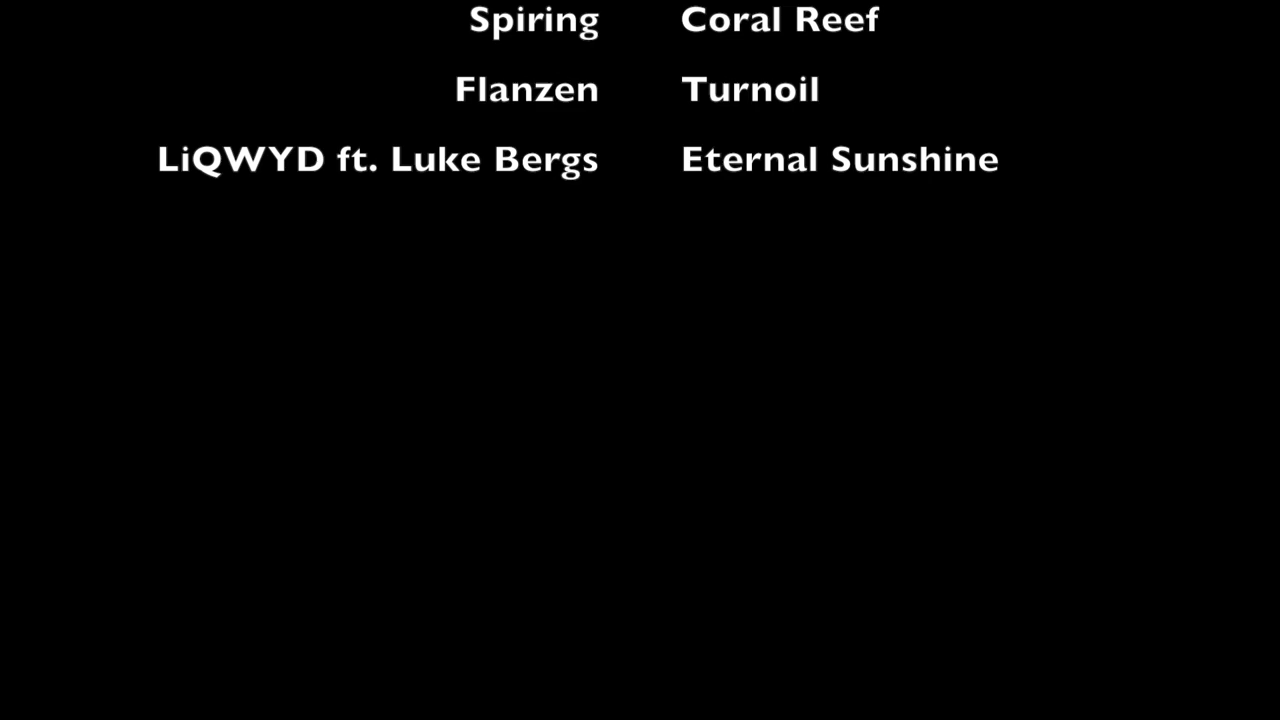 Spiring Coral Reef
Flanzen Turnoil
LiQWYD ft. Luke Bergs Eternal Sunshine